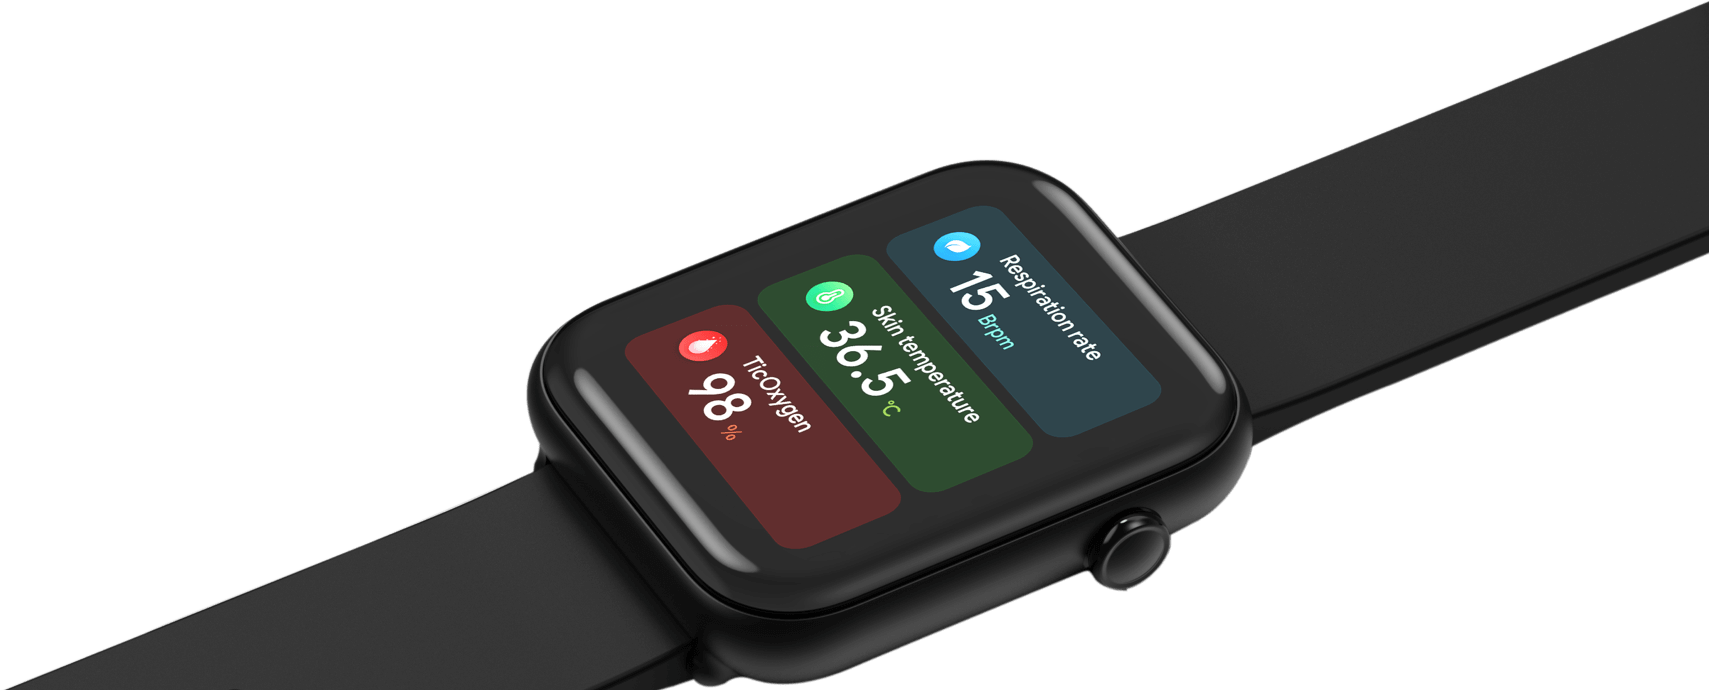 Respiration rate
15 Brpm
Skin temperature
36.5 °C
TicOxygen
98 %